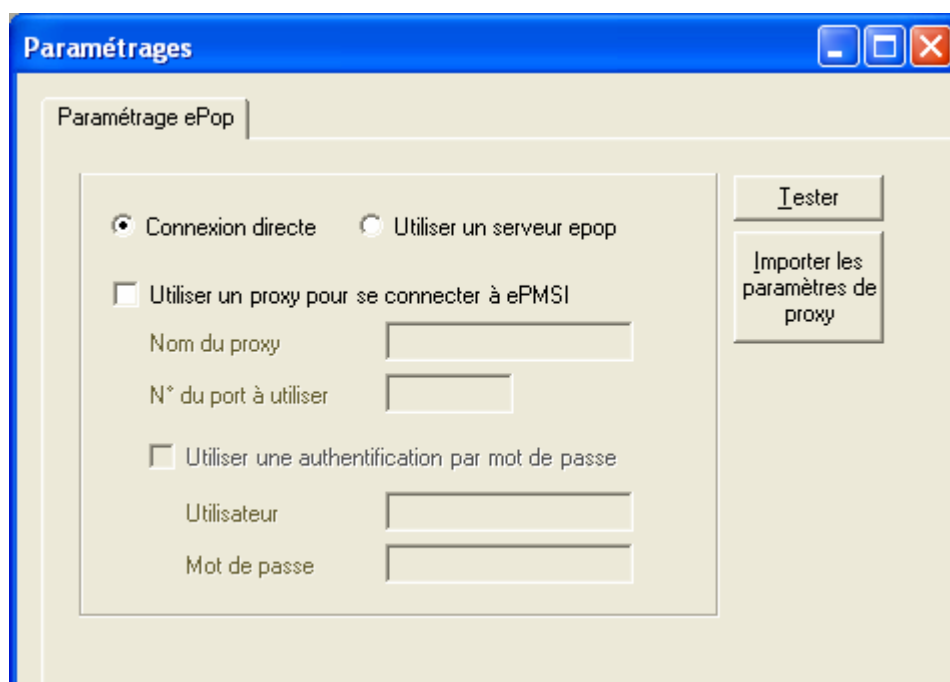 Paramétrages
Paramétrage ePop
Connexion directe
Utiliser un serveur epop
Utiliser un proxy pour se connecter à ePMSI
Nom du proxy
N° du port à utiliser
Utiliser une authentification par mot de passe
Utilisateur
Mot de passe
Tester
Importer les
paramètres de
proxy